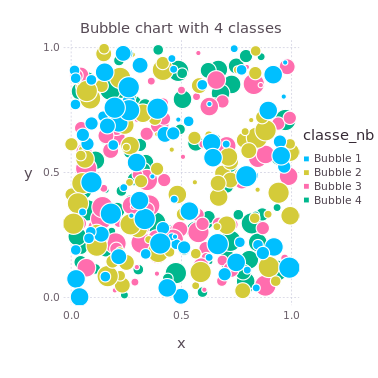 Bubble chart with 4 classes
1.0
0.5
0.0
y
0.0
0.5
1.0
x
classe_nb
Bubble 1
Bubble 2
Bubble 3
Bubble 4